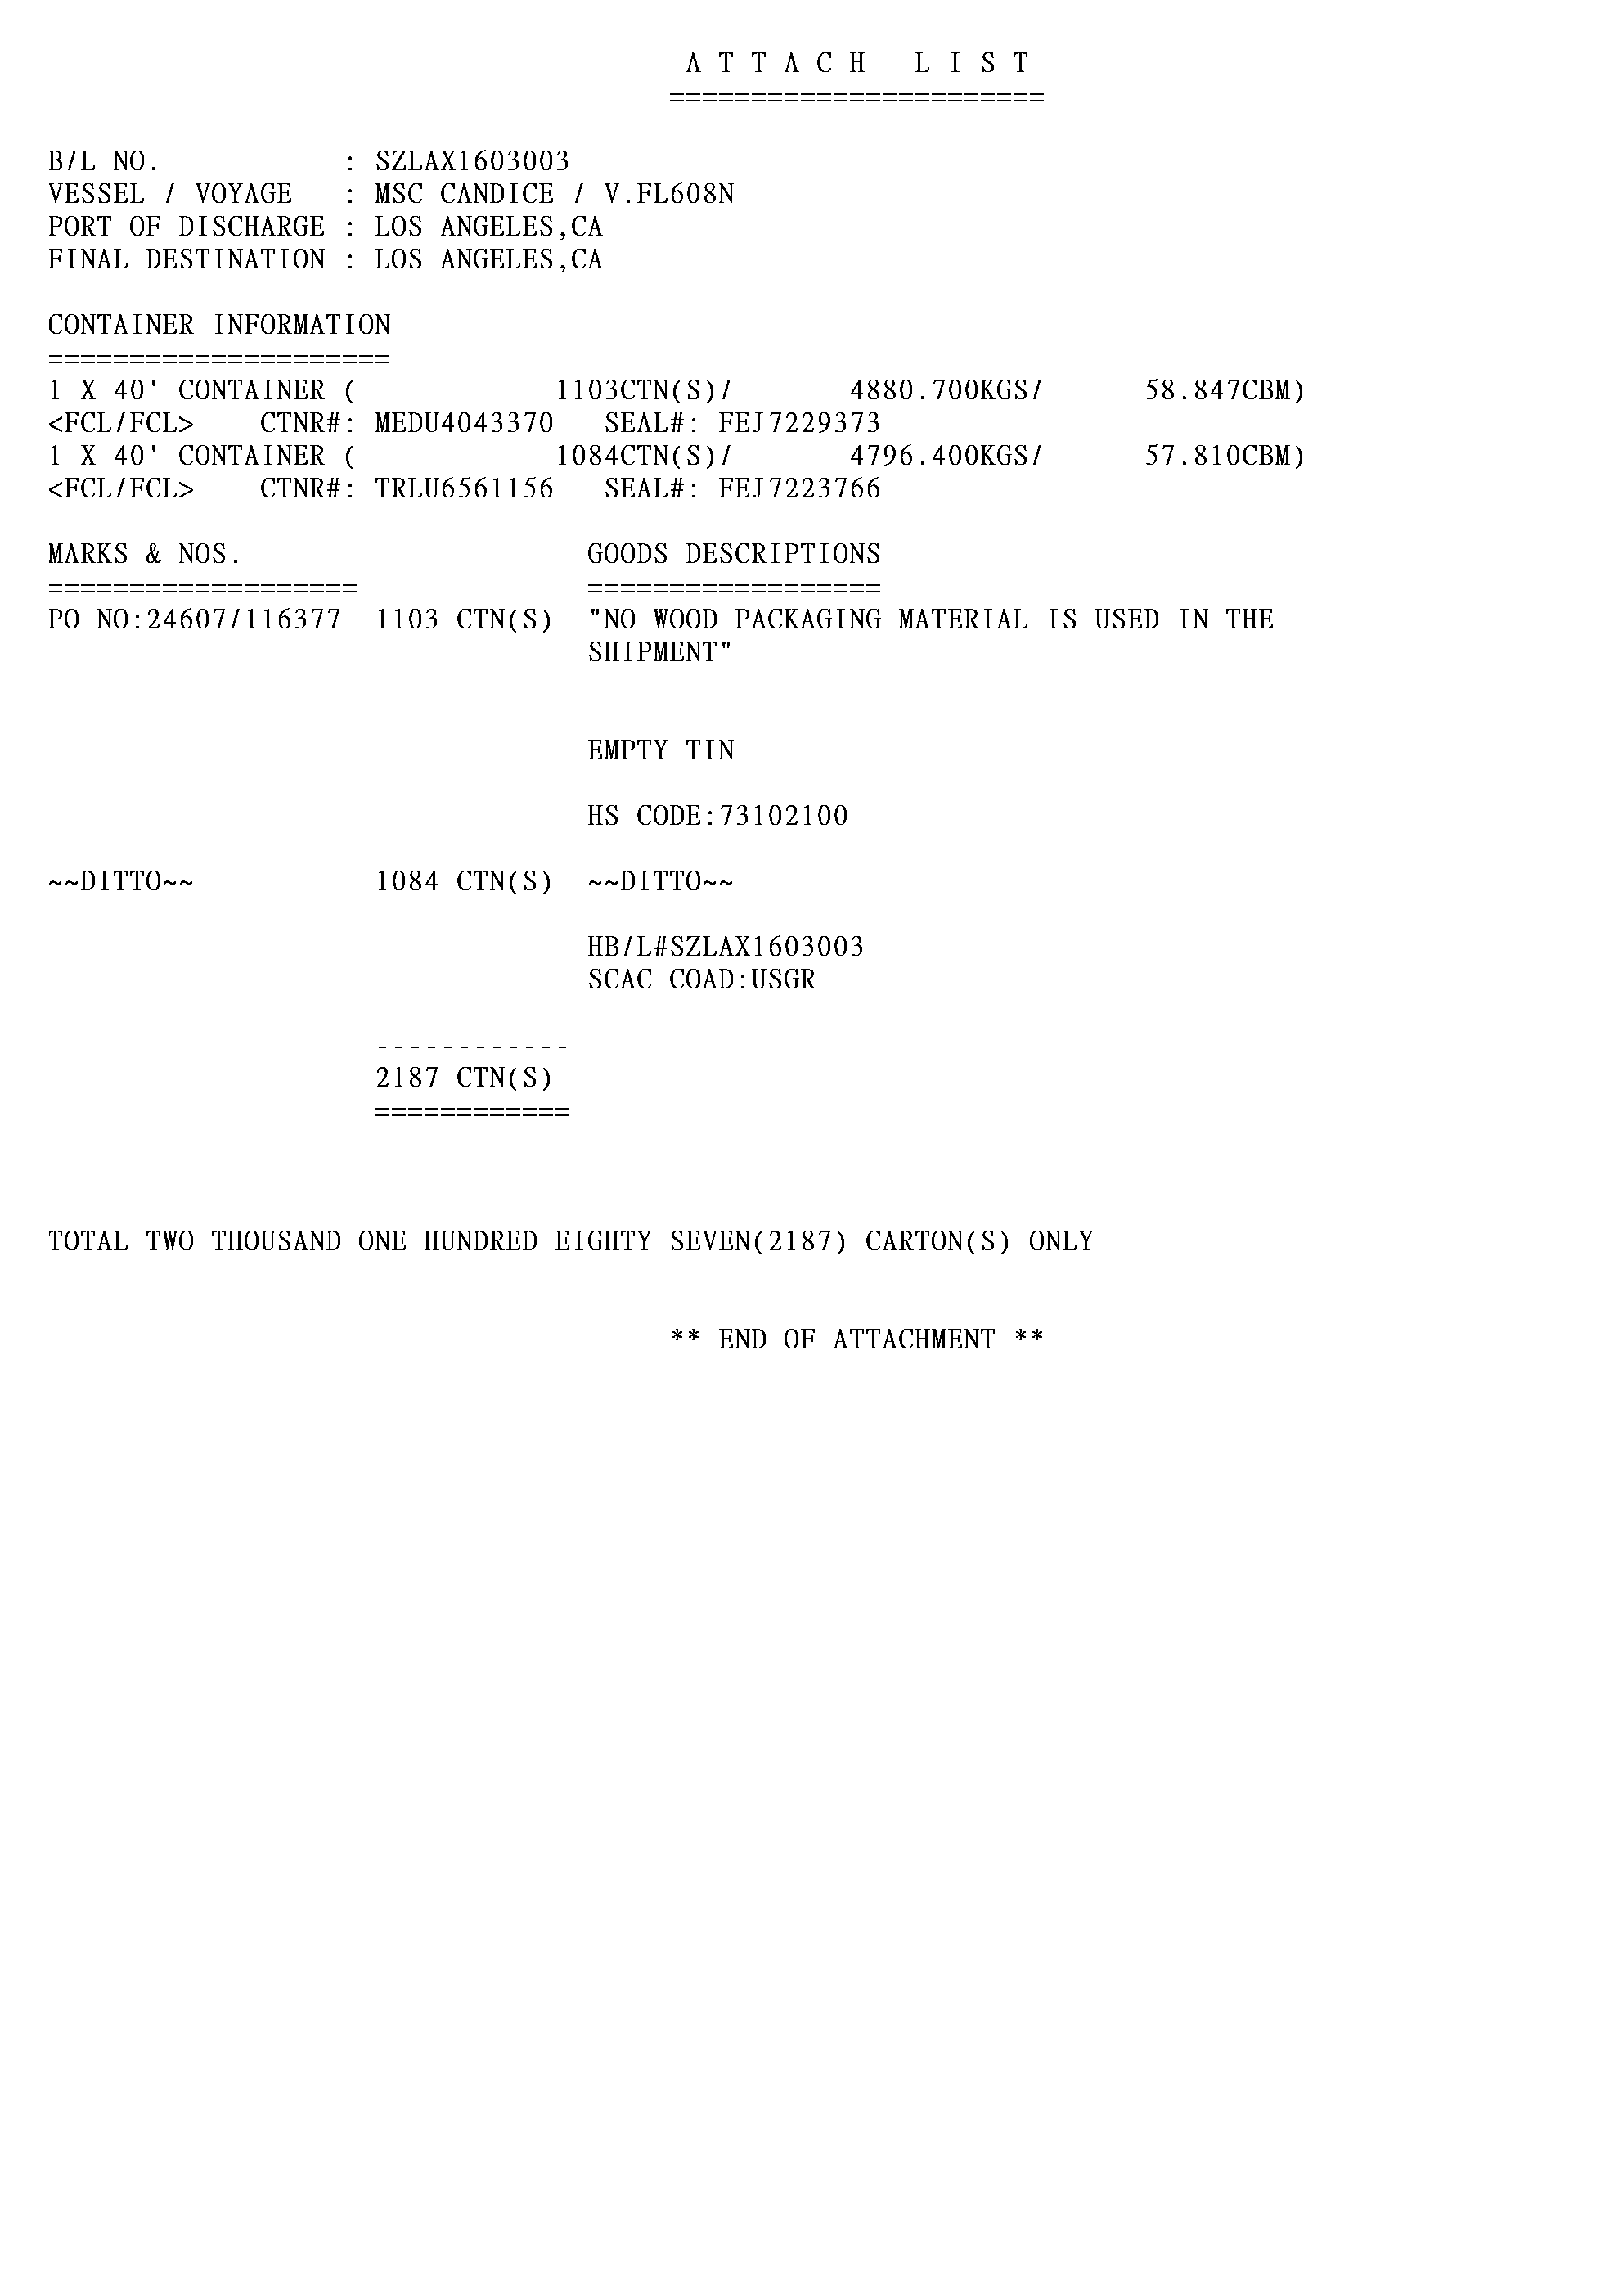 A T T A C H   L I S T
=======================
B/L NO.           : SZLAX1603003
VESSEL / VOYAGE   : MSC CANDICE / V.FL608N
PORT OF DISCHARGE : LOS ANGELES,CA
FINAL DESTINATION : LOS ANGELES,CA
CONTAINER INFORMATION
=====================
1 X 40' CONTAINER (            1103CTN(S)/       4880.700KGS/      58.847CBM)
<FCL/FCL>    CTNR#: MEDU4043370   SEAL#: FEJ7229373
1 X 40' CONTAINER (            1084CTN(S)/       4796.400KGS/      57.810CBM)
<FCL/FCL>    CTNR#: TRLU6561156   SEAL#: FEJ7223766
MARKS & NOS.                     GOODS DESCRIPTIONS
===================              ==================
PO NO:24607/116377  1103 CTN(S)  "NO WOOD PACKAGING MATERIAL IS USED IN THE
SHIPMENT"
EMPTY TIN
HS CODE:73102100
~~DITTO~~           1084 CTN(S)  ~~DITTO~~
HB/L#SZLAX1603003
SCAC COAD:USGR
------------
2187 CTN(S)
============
TOTAL TWO THOUSAND ONE HUNDRED EIGHTY SEVEN(2187) CARTON(S) ONLY
** END OF ATTACHMENT **